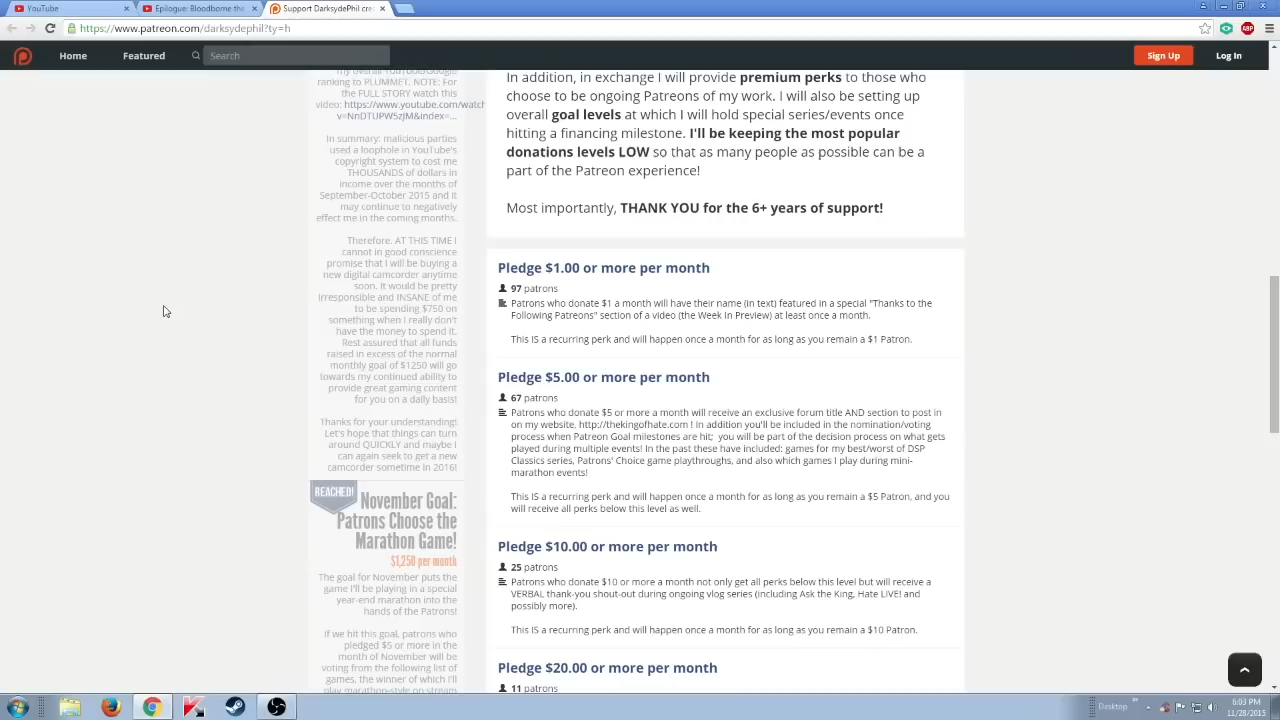 YouTube
Epilogue: Bloodborne the
Support DarksydePhil cre
https://www.patreon.com/darksydephil?ty=h
Home
Featured
Search
Sign Up
Log In
my overall YouTube/Google
ranking to PLUMMET. NOTE: For
the FULL STORY watch this
video: https://www.youtube.com/watch
v=NnDTUPW5zJM&index=...
In summary: malicious parties
used a loophole in YouTube's
copyright system to cost me
THOUSANDS of dollars in
income over the months of
September-October 2015 and it
may continue to negatively
effect me in the coming months.
Therefore. AT THIS TIME I
cannot in good conscience
promise that I will be buying a
new digital camcorder anytime
soon. It would be pretty
irresponsible and INSANE of me
to be spending $750 on
something when I really don't
have the money to spend it.
Rest assured that all funds
raised in excess of the normal
monthly goal of $1250 will go
towards my continued ability to
provide great gaming content
for you on a daily basis!
Thanks for your understanding!
Let's hope that things can turn
around QUICKLY and maybe I
can again seek to get a new
camcorder sometime in 2016!
REACHED!
November Goal:
Patrons Choose the
Marathon Game!
$1,250 per month
The goal for November puts the
game I'll be playing in a special
year-end marathon into the
hands of the Patrons!
If we hit this goal, patrons who
pledged $5 or more in the
month of November will be
voting from the following list of
games, the winner of which I'll
play marathon-style on stream
In addition, in exchange I will provide premium perks to those who
choose to be ongoing Patreons of my work. I will also be setting up
overall goal levels at which I will hold special series/events once
hitting a financing milestone. I'll be keeping the most popular
donations levels LOW so that as many people as possible can be a
part of the Patreon experience!
Most importantly, THANK YOU for the 6+ years of support!
Pledge $1.00 or more per month
97 patrons
Patrons who donate $1 a month will have their name (in text) featured in a special "Thanks to the
Following Patreons" section of a video (the Week In Preview) at least once a month.
This IS a recurring perk and will happen once a month for as long as you remain a $1 Patron.
Pledge $5.00 or more per month
67 patrons
Patrons who donate $5 or more a month will receive an exclusive forum title AND section to post in
on my website, http://thekingofhate.com ! In addition you'll be included in the nomination/voting
process when Patreon Goal milestones are hit; you will be part of the decision process on what gets
played during multiple events! In the past these have included: games for my best/worst of DSP
Classics series, Patrons' Choice game playthroughs, and also which games I play during mini-
marathon events!
This IS a recurring perk and will happen once a month for as long as you remain a $5 Patron, and you
will receive all perks below this level as well.
Pledge $10.00 or more per month
25 patrons
Patrons who donate $10 or more a month not only get all perks below this level but will receive a
VERBAL thank-you shout-out during ongoing vlog series (including Ask the King, Hate LIVE! and
possibly more).
This IS a recurring perk and will happen once a month for as long as you remain a $10 Patron.
Pledge $20.00 or more per month
11 patrons
Desktop
6:03 PM
11/28/2015